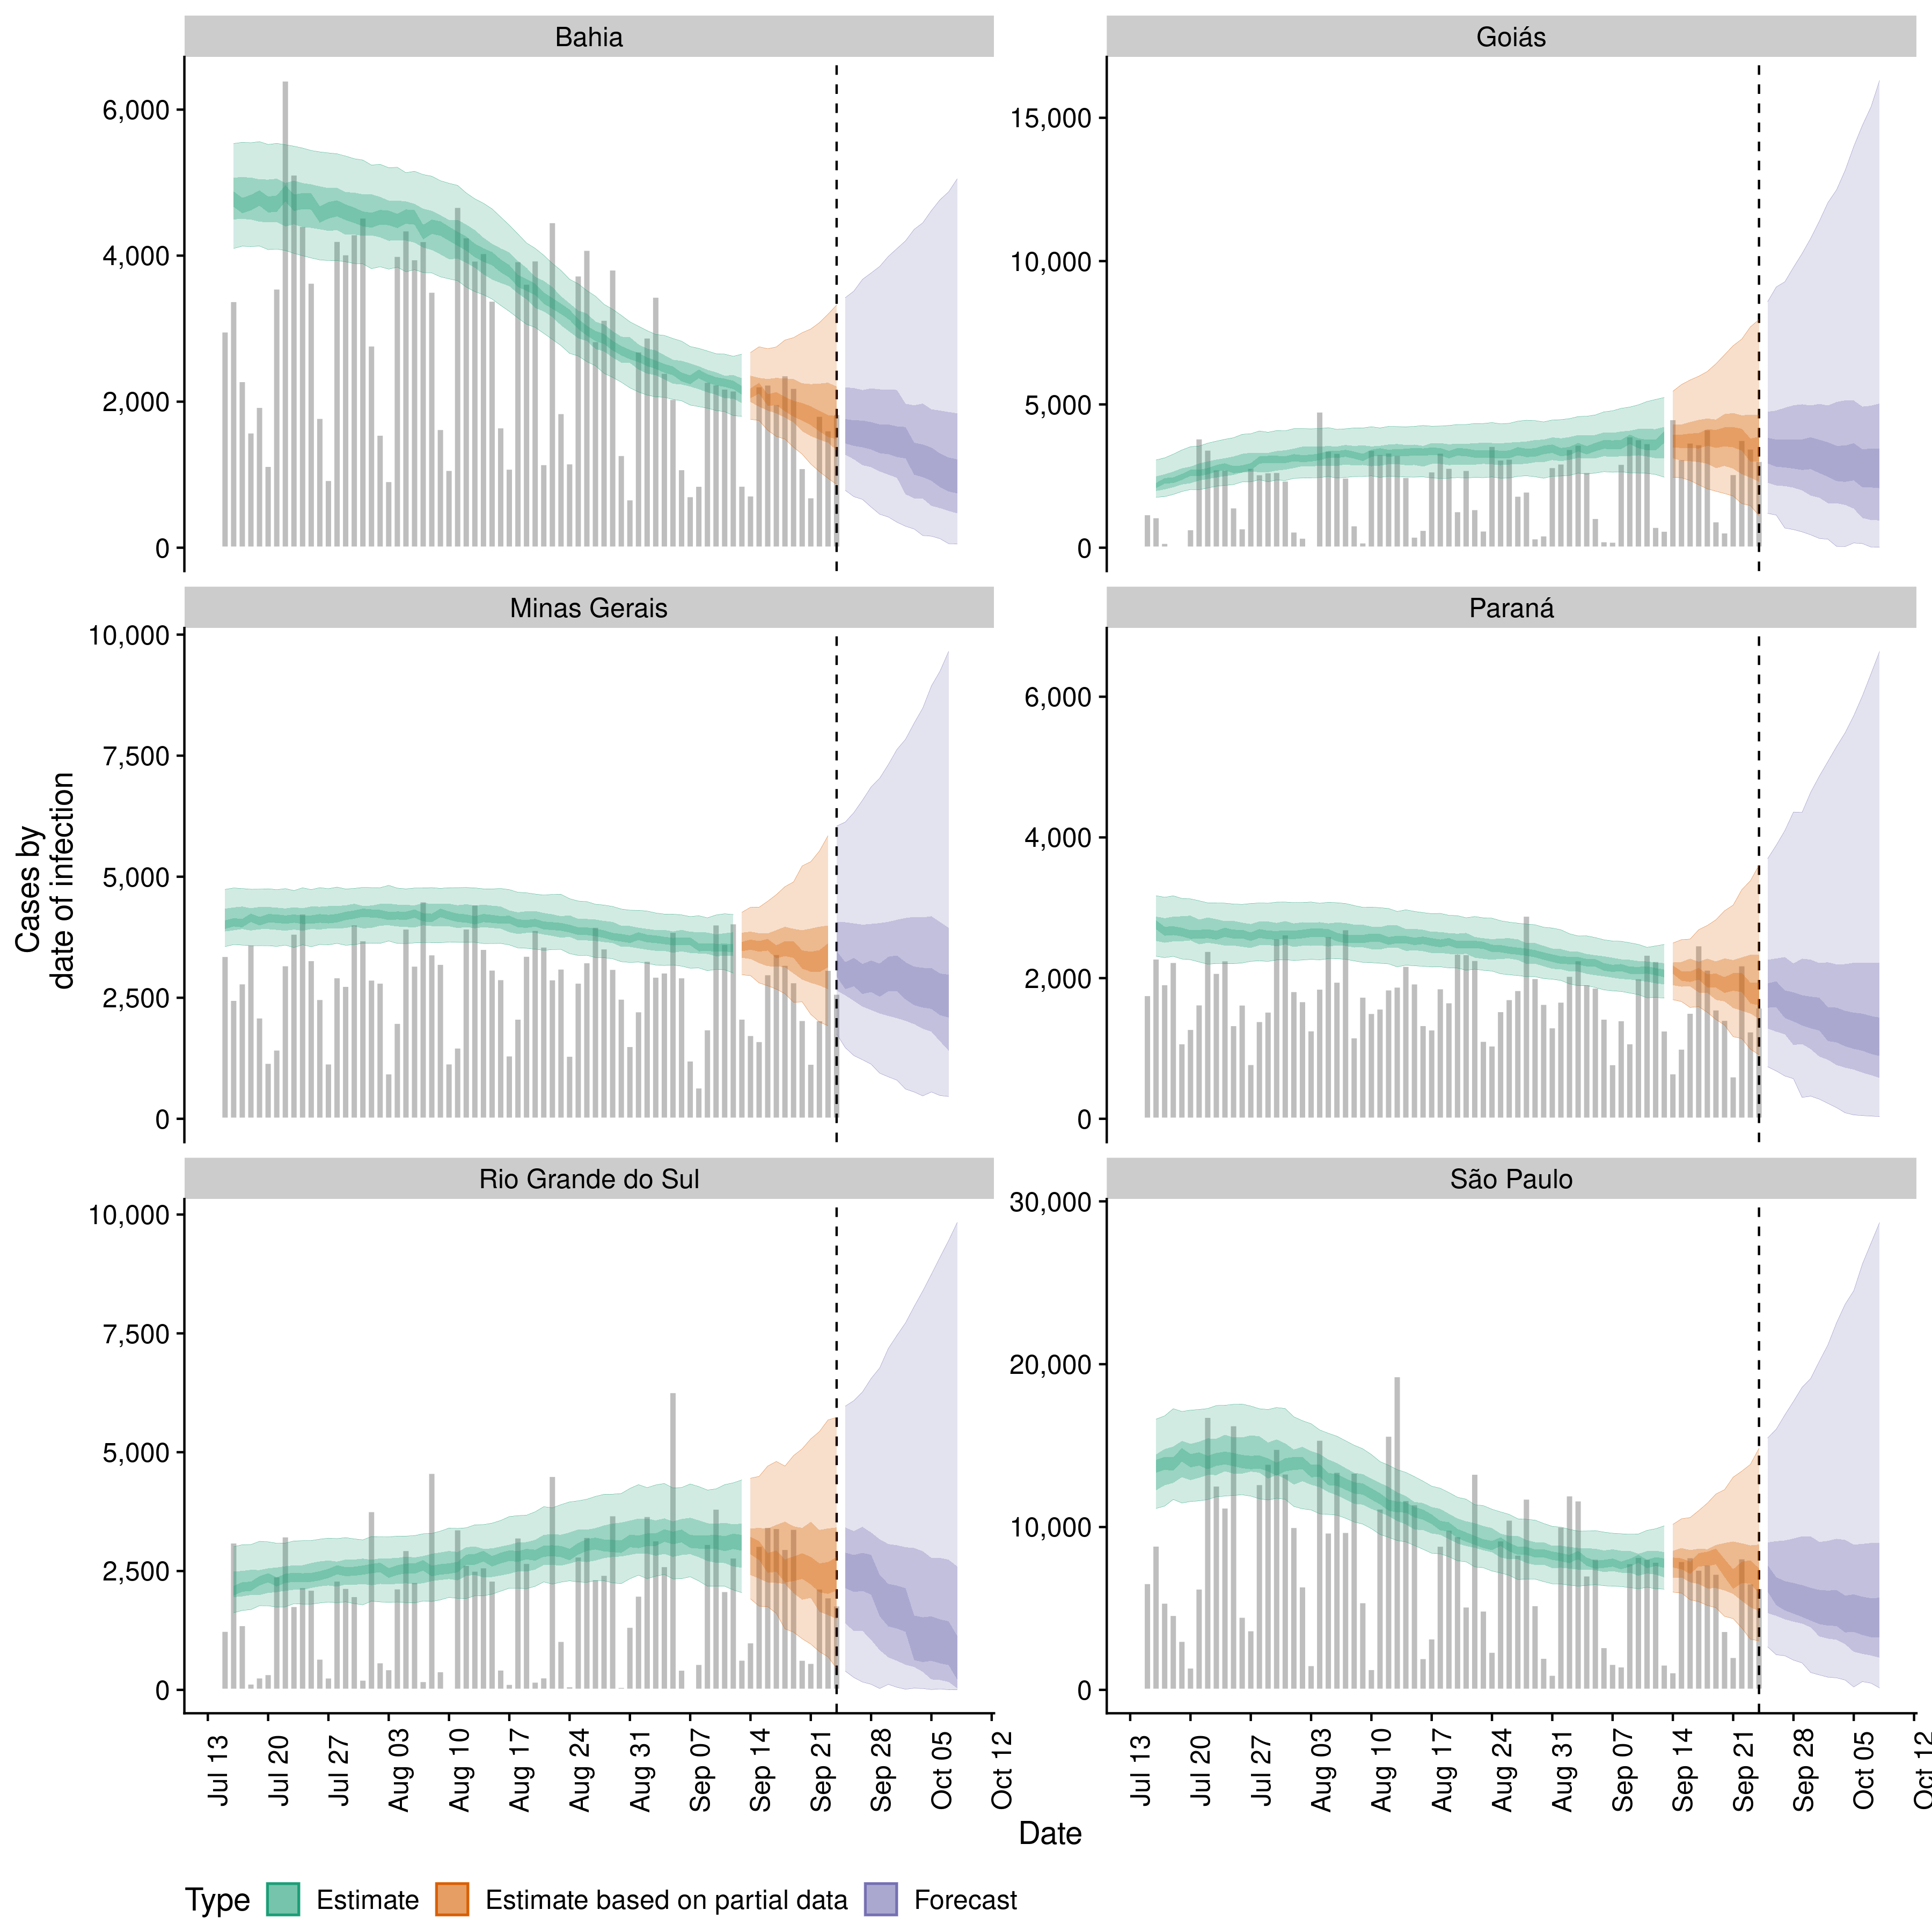 Bahia
Goiás
6,000
4,000
2,000
0
15,000
10,000
5,000
0
Minas Gerais
Paraná
10,000
7,500
5,000
2,500
0
6,000
4,000
2,000
0
Rio Grande do Sul
São Paulo
10,000
7,500
5,000
2,500
0
30,000
20,000
10,000
0
Cases by
date of infection
Jul 13 Jul 20 Jul 27 Aug 03 Aug 10 Aug 17 Aug 24 Aug 31 Sep 07 Sep 14 Sep 21 Sep 28 Oct 05 Oct 12
Jul 13 Jul 20 Jul 27 Aug 03 Aug 10 Aug 17 Aug 24 Aug 31 Sep 07 Sep 14 Sep 21 Sep 28 Oct 05 Oct 12
Date
Type Estimate Estimate based on partial data Forecast